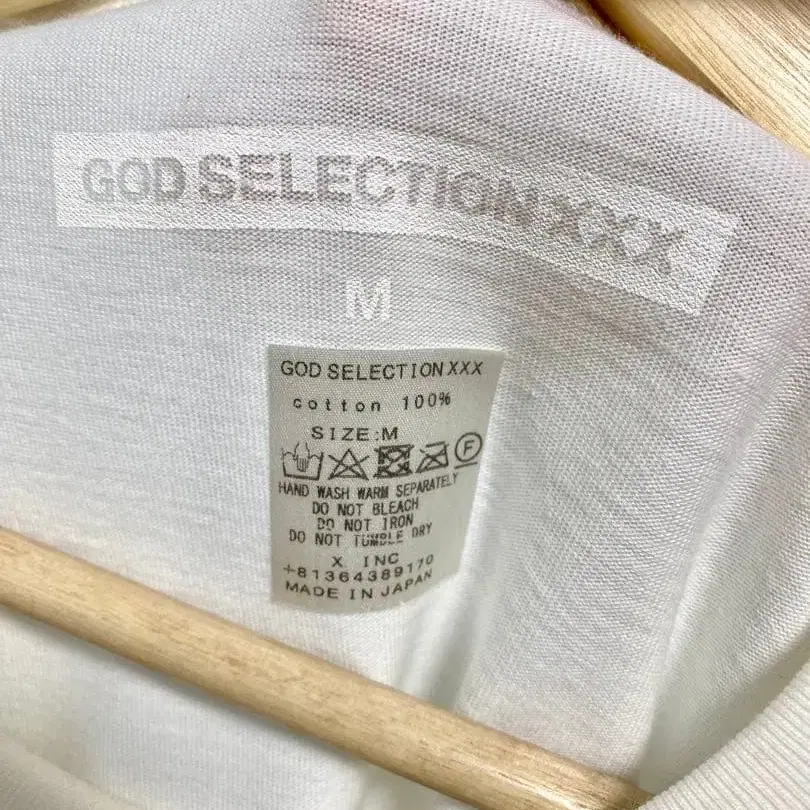 GOD SELECTION XXX
M
GOD SELECTION XXX
cotton 100%
SIZE:M
F
HAND WASH WARM SEPARATELY
DO NOT BLEACH
DO NOT IRON
DO NOT TUMBLE DRY
X INC
+81364389170
MADE IN JAPAN